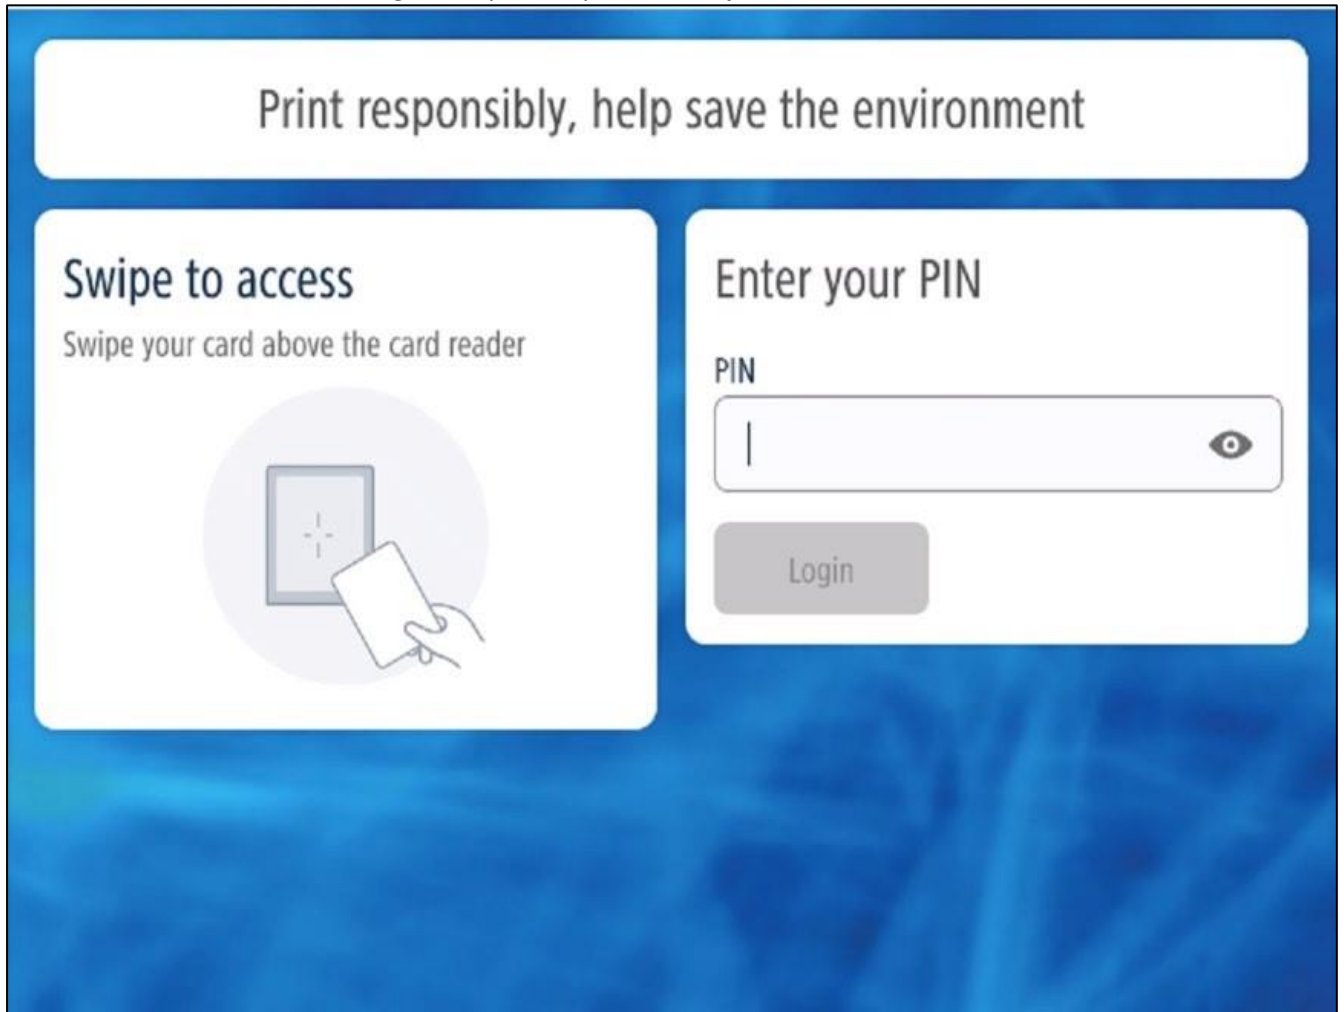 Print responsibly, help save the environment
Swipe to access
Swipe your card above the card reader
Enter your PIN
PIN
Login